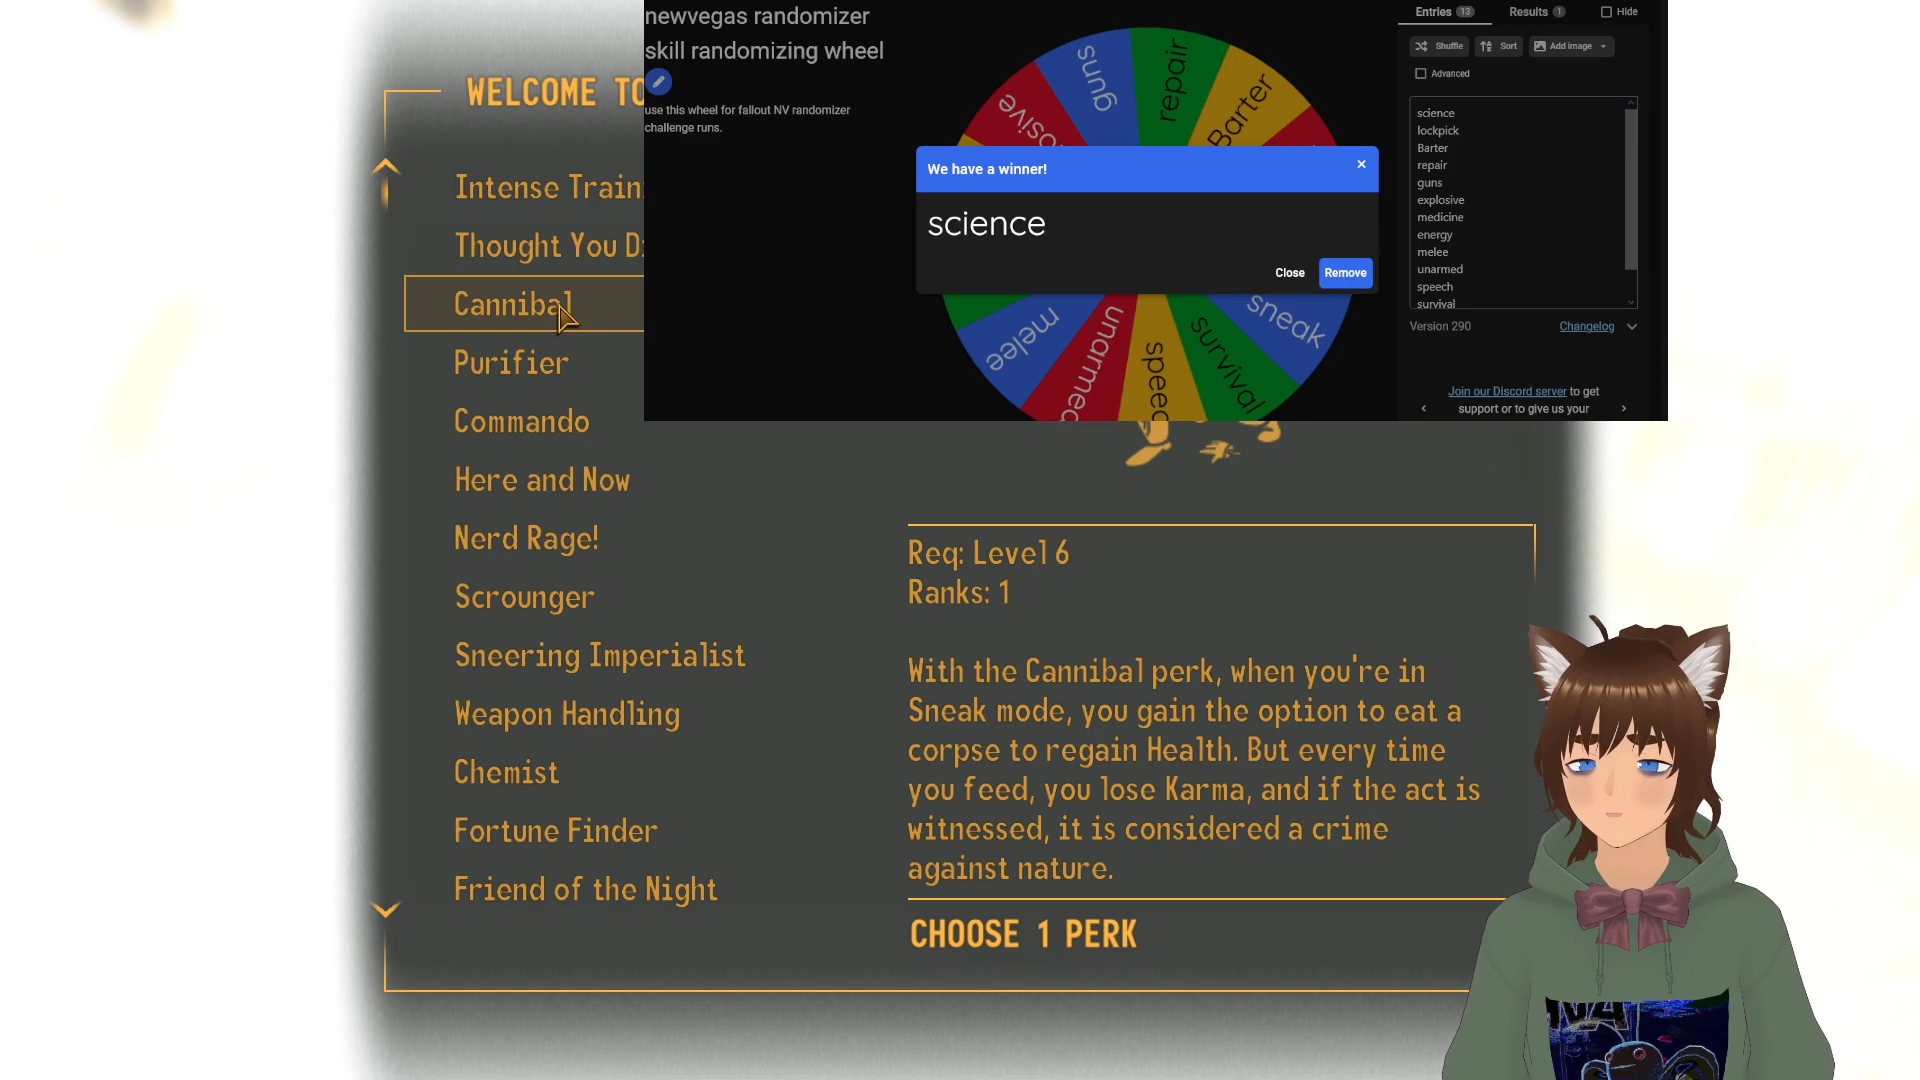 newvegas randomizer
skill randomizing wheel
use this wheel for fallout NV randomizer
challenge runs.
WELCOME TO
Intense Train
Thought You D
Cannibal
Purifier
Commando
Here and Now
Nerd Rage!
Scrounger
Sneering Imperialist
Weapon Handling
Chemist
Fortune Finder
Friend of the Night
guns
repair
Barter
We have a winner!
science
Close
Remove
melee
unarmed
speec
survival
sneak
Entries 13
Results 1
Hide
Shuffle
Sort
Add image
Advanced
science
lockpick
Barter
repair
guns
explosive
medicine
energy
melee
unarmed
speech
survival
Version 290
Changelog
Join our Discord server to get
support or to give us your
Req: Level 6
Ranks: 1
With the Cannibal perk, when you're in
Sneak mode, you gain the option to eat a
corpse to regain Health. But every time
you feed, you lose Karma, and if the act is
witnessed, it is considered a crime
against nature.
CHOOSE 1 PERK